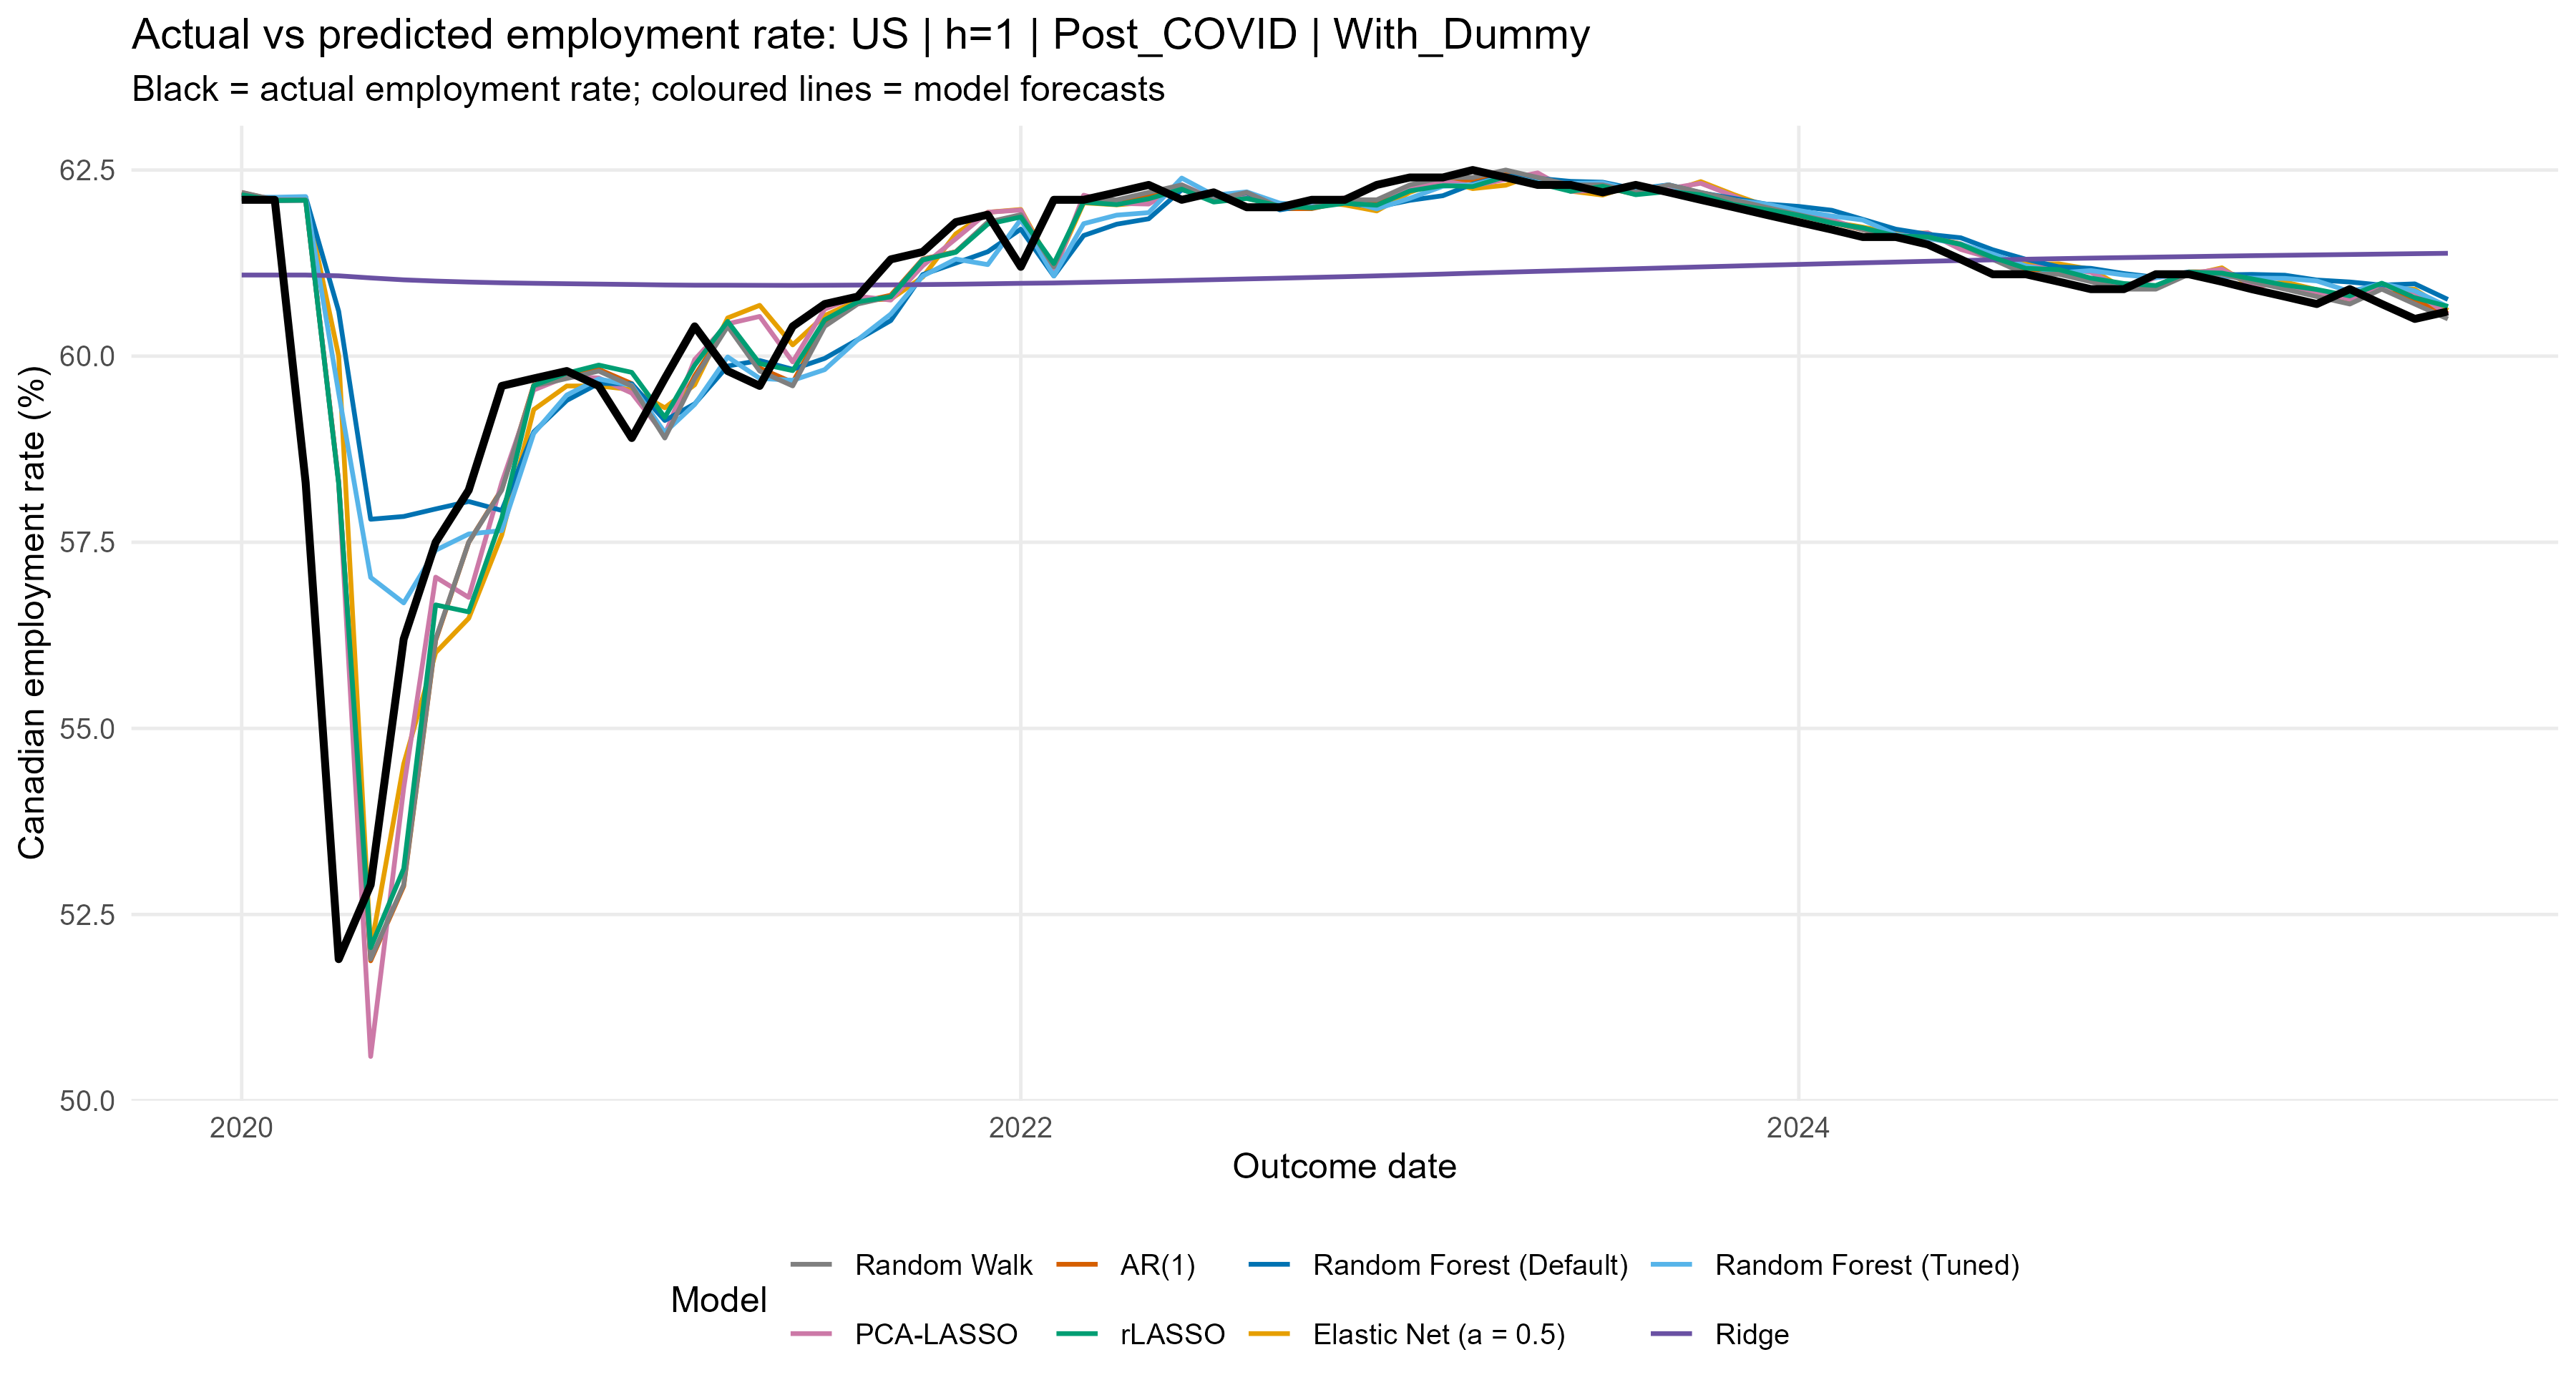 Actual vs predicted employment rate: US | h=1 | Post_COVID | With_Dummy
Black = actual employment rate; coloured lines = model forecasts
Canadian employment rate (%)
62.5
60.0
57.5
55.0
52.5
50.0
2020 2022 2024
Outcome date
Model
Random Walk AR(1) Random Forest (Default) Random Forest (Tuned)
PCA-LASSO rLASSO Elastic Net (a = 0.5) Ridge